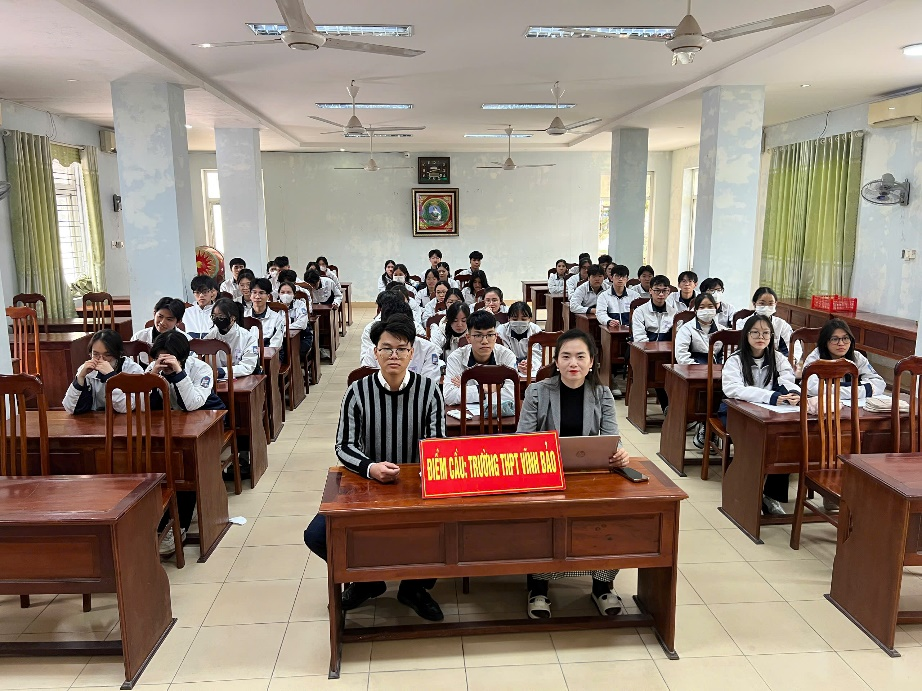 ĐIỂM CẦU: TRƯỜNG THPT VĨNH BẢO